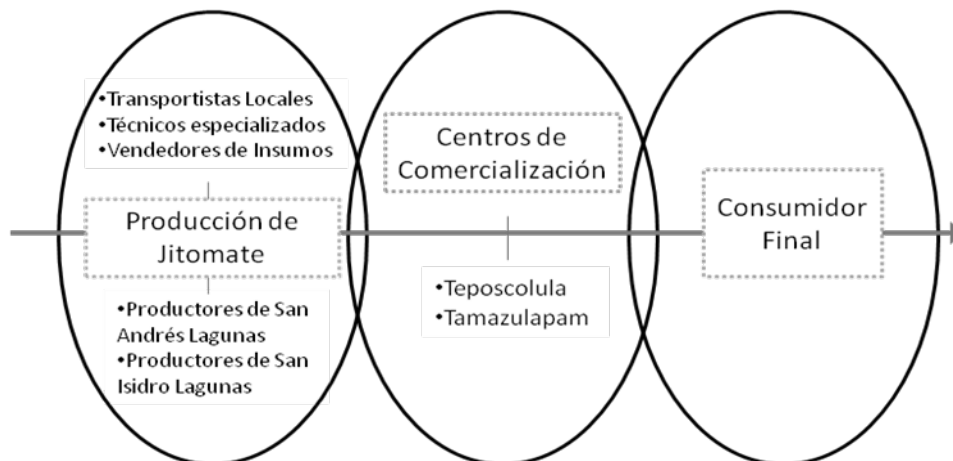 •Transportistas Locales
•Técnicos especializados
•Vendedores de Insumos
Producción de
Jitomate
•Productores de San
Andrés Lagunas
•Productores de San
Isidro Lagunas
Centros de
Comercialización
•Teposcolula
•Tamazulapam
Consumidor
Final